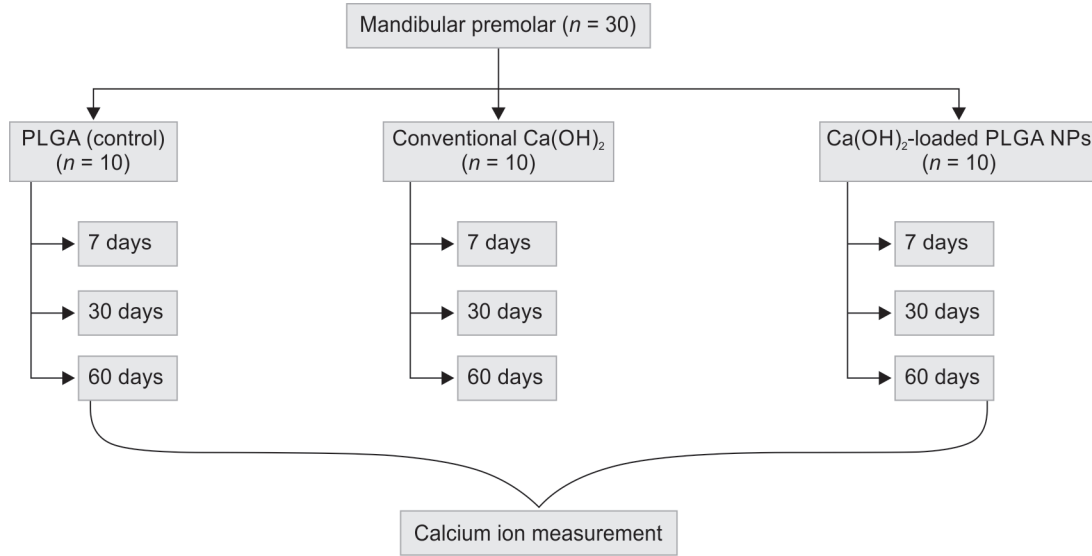 Mandibular premolar (n = 30)
PLGA (control)
(n = 10)
Conventional Ca(OH)₂
(n = 10)
Ca(OH)₂-loaded PLGA NPs
(n = 10)
7 days
30 days
60 days
7 days
30 days
60 days
7 days
30 days
60 days
Calcium ion measurement